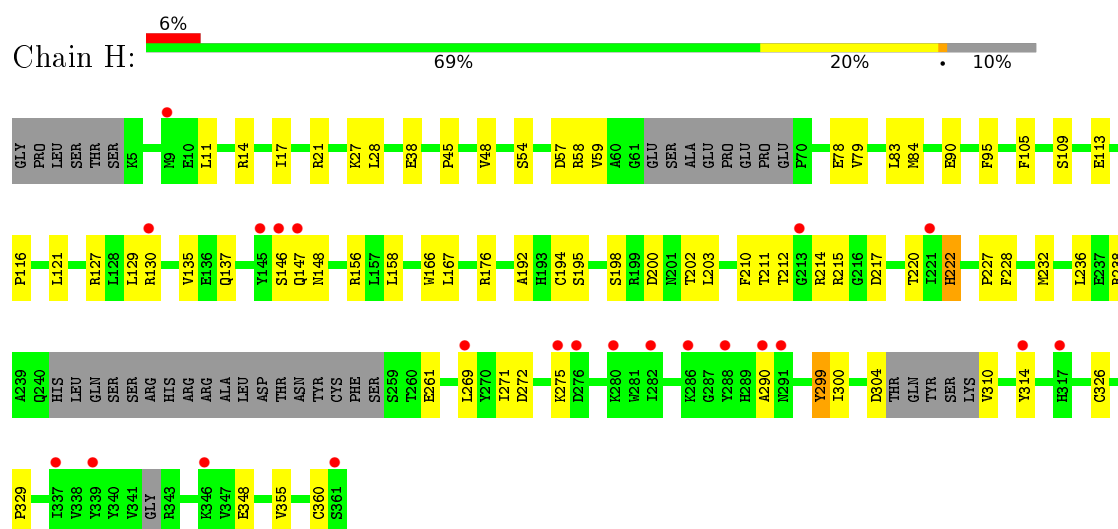 6%
Chain H:
69% 20% • 10%
GLY PRO LEU SER THR SER K5 M9 E10 L11 R14 I17 R21 K27 L28 E38 P45 V48 S54 D57 R58 V59 A60 G61 GLU SER ALA GLU PRO GLU PRO GLU P70 E78 V79 L83 M84 E90 F95 F105 S109 E113
P116 L121 R127 L128 L129 R130 V135 E136 Q137 Y145 S146 Q147 N148 R156 L157 L158 W166 L167 R176 A192 H193 C194 S195 S198 R199 D200 N201 T202 L203 F210 T211 T212 G213 R214 R215 G216 D217 T220 I221 H222 P227 F228 M232 L236 E237 R238
A239 Q240 HIS LEU GLN SER SER ARG HIS ARG ARG ALA LEU ASP THR ASN TYR CYS PHE SER S259 T260 E261 L269 Y270 I271 D272 K275 D276 K280 W281 I282 K286 G287 Y288 H289 A290 N291 Y299 I300 D304 THR GLN TYR SER LYS V310 Y314 H317 C326
P329 I337 V338 Y339 Y340 V341 GLY R343 K346 V347 E348 V355 C360 S361